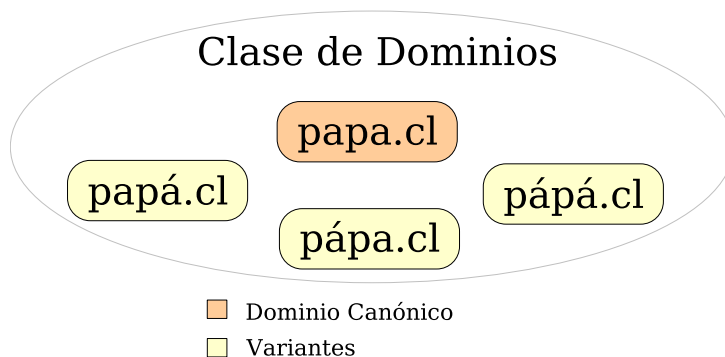 Clase de Dominios
papa.cl
papá.cl
pápá.cl
pápa.cl
Dominio Canónico
Variantes